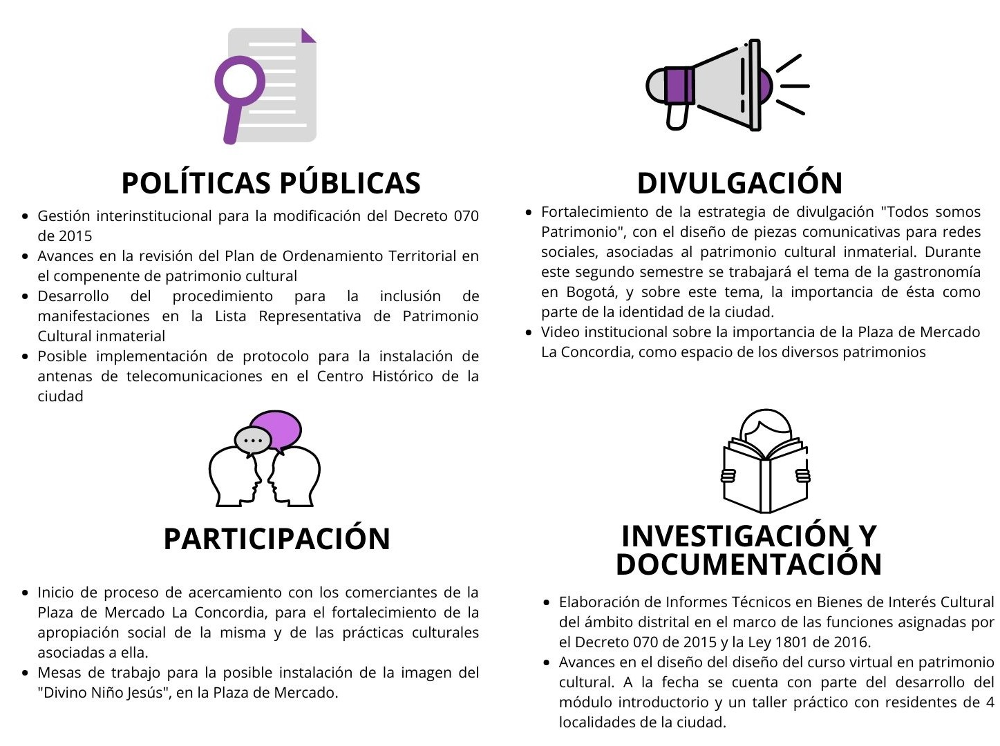 POLÍTICAS PÚBLICAS
• Gestión interinstitucional para la modificación del Decreto 070
de 2015
• Avances en la revisión del Plan de Ordenamiento Territorial en
el compenente de patrimonio cultural
• Desarrollo del procedimiento para la inclusión de
manifestaciones en la Lista Representativa de Patrimonio
Cultural inmaterial
• Posible implementación de protocolo para la instalación de
antenas de telecomunicaciones en el Centro Histórico de la
ciudad
DIVULGACIÓN
• Fortalecimiento de la estrategia de divulgación "Todos somos
Patrimonio", con el diseño de piezas comunicativas para redes
sociales, asociadas al patrimonio cultural inmaterial. Durante
este segundo semestre se trabajará el tema de la gastronomía
en Bogotá, y sobre este tema, la importancia de ésta como
parte de la identidad de la ciudad.
• Video institucional sobre la importancia de la Plaza de Mercado
La Concordia, como espacio de los diversos patrimonios
PARTICIPACIÓN
• Inicio de proceso de acercamiento con los comerciantes de la
Plaza de Mercado La Concordia, para el fortalecimiento de la
apropiación social de la misma y de las prácticas culturales
asociadas a ella.
• Mesas de trabajo para la posible instalación de la imagen del
"Divino Niño Jesús", en la Plaza de Mercado.
INVESTIGACIÓN Y
DOCUMENTACIÓN
• Elaboración de Informes Técnicos en Bienes de Interés Cultural
del ámbito distrital en el marco de las funciones asignadas por
el Decreto 070 de 2015 y la Ley 1801 de 2016.
• Avances en el diseño del diseño del curso virtual en patrimonio
cultural. A la fecha se cuenta con parte del desarrollo del
módulo introductorio y un taller práctico con residentes de 4
localidades de la ciudad.